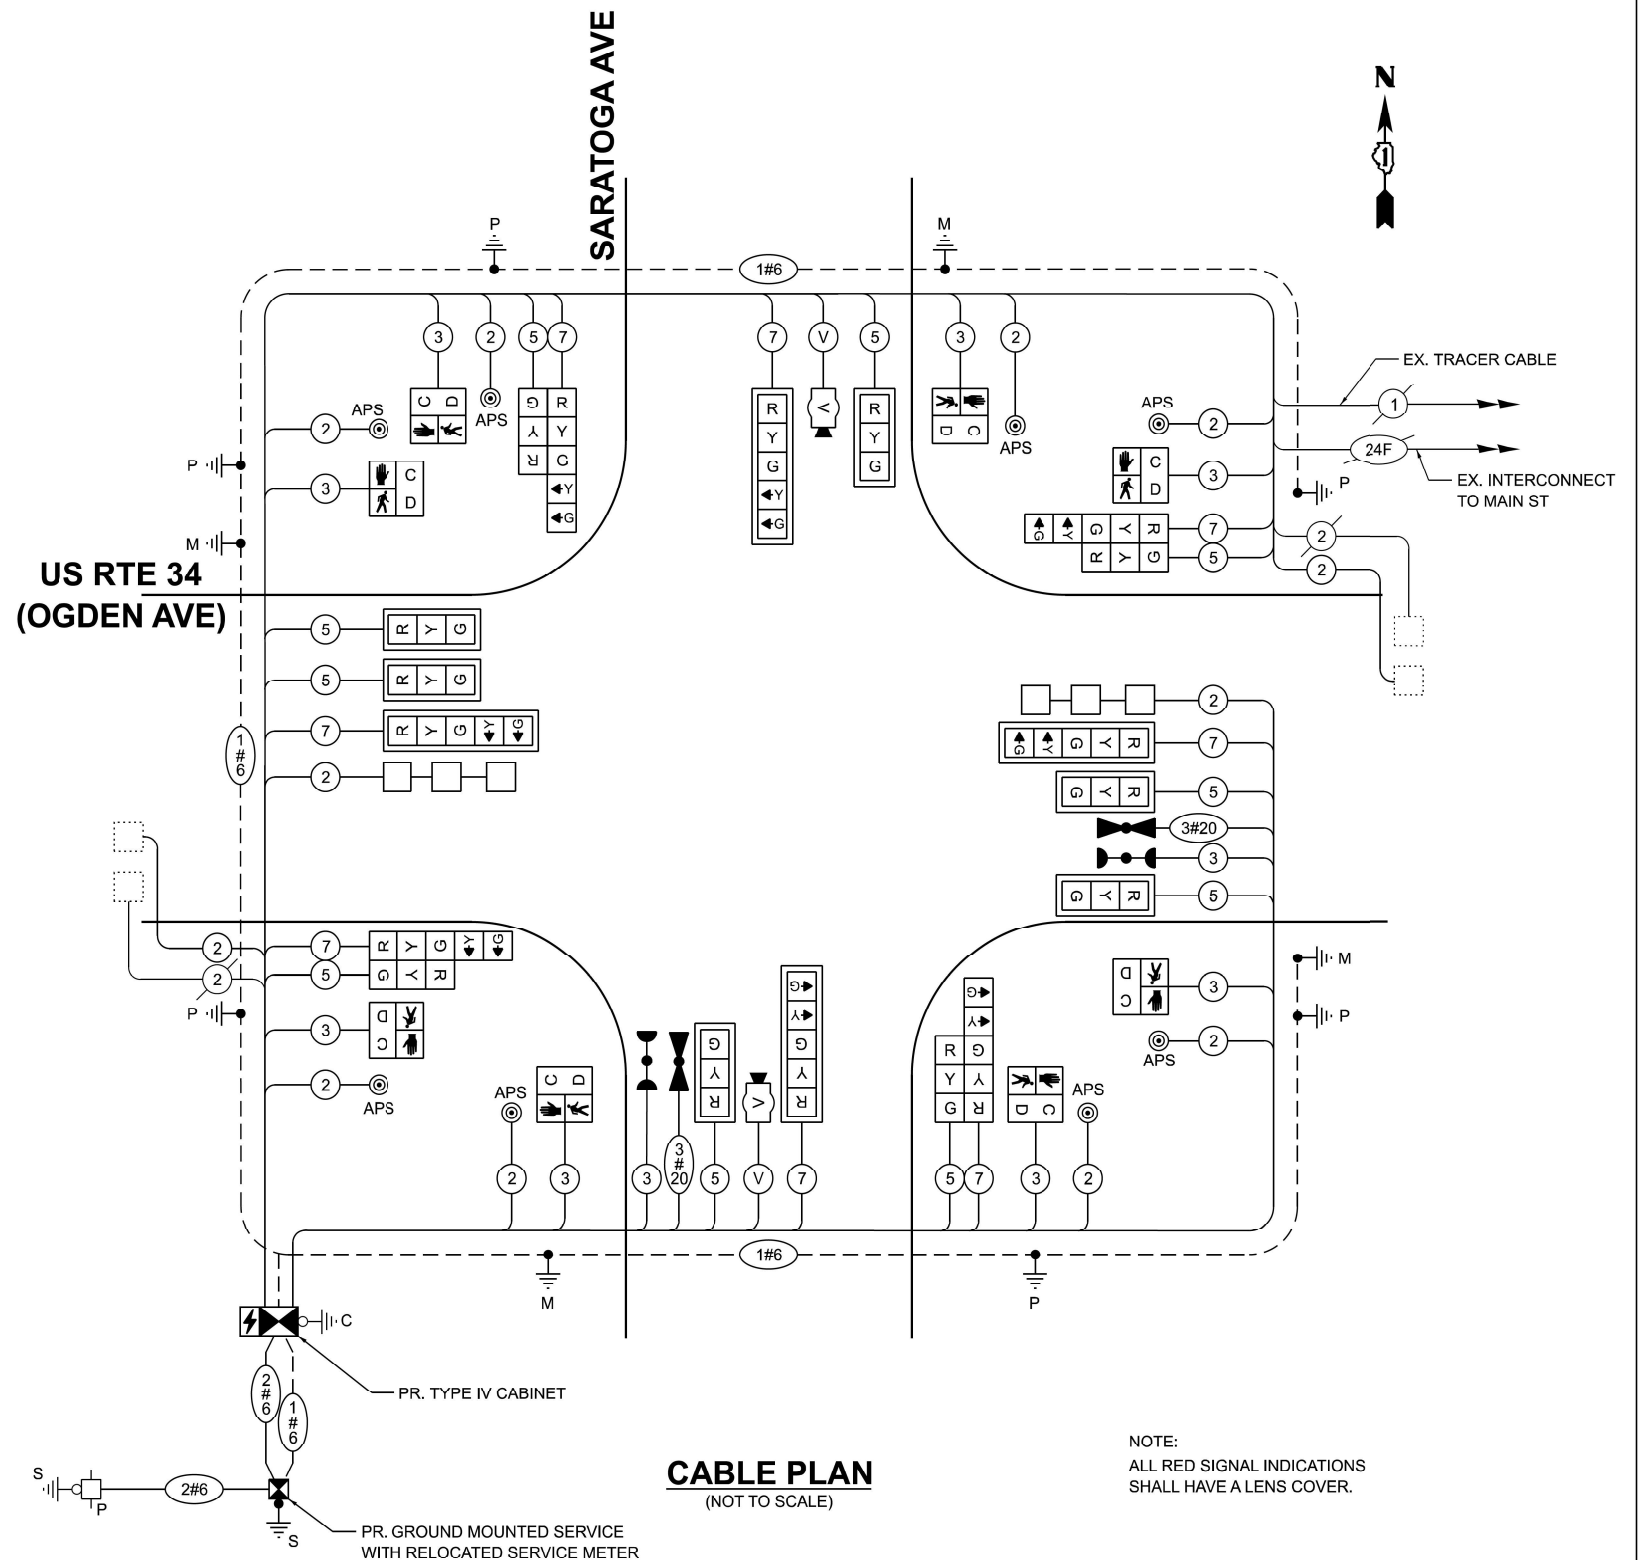 SARATOGA AVE
N
1
P
M
1#6
3
2
5
7
7
V
5
3
2
EX. TRACER CABLE
1
24F
EX. INTERCONNECT
TO MAIN ST
C D
APS
G
Y
R
R
Y
G
Y
G
R
Y
G
Y
G
V
R
Y
G
D C
APS
APS
2
APS
2
P
3
C
D
C
D
3
P
M
G Y G Y R
7
R Y G
5
2
2
US RTE 34
(OGDEN AVE)
5
R Y G
5
R Y G
7
R Y G Y G
1
#
6
2
2
G Y G Y R
7
G Y R
5
3#20
3
G Y R
5
2
2
7
R Y G Y G
5
G Y R
P
3
D
C
2
APS
APS
2
C D
3
3
3
#
20
G
Y
R
5
V
V
G
Y
G
Y
R
7
G
Y
R
Y
G
G
Y
R
5
7
D C
3
APS
2
D
C
3
APS
2
M
P
1#6
M
P
C
PR. TYPE IV CABINET
2
#
6
1
#
6
S
P
2#6
S
PR. GROUND MOUNTED SERVICE
WITH RELOCATED SERVICE METER
CABLE PLAN
(NOT TO SCALE)
NOTE:
ALL RED SIGNAL INDICATIONS
SHALL HAVE A LENS COVER.